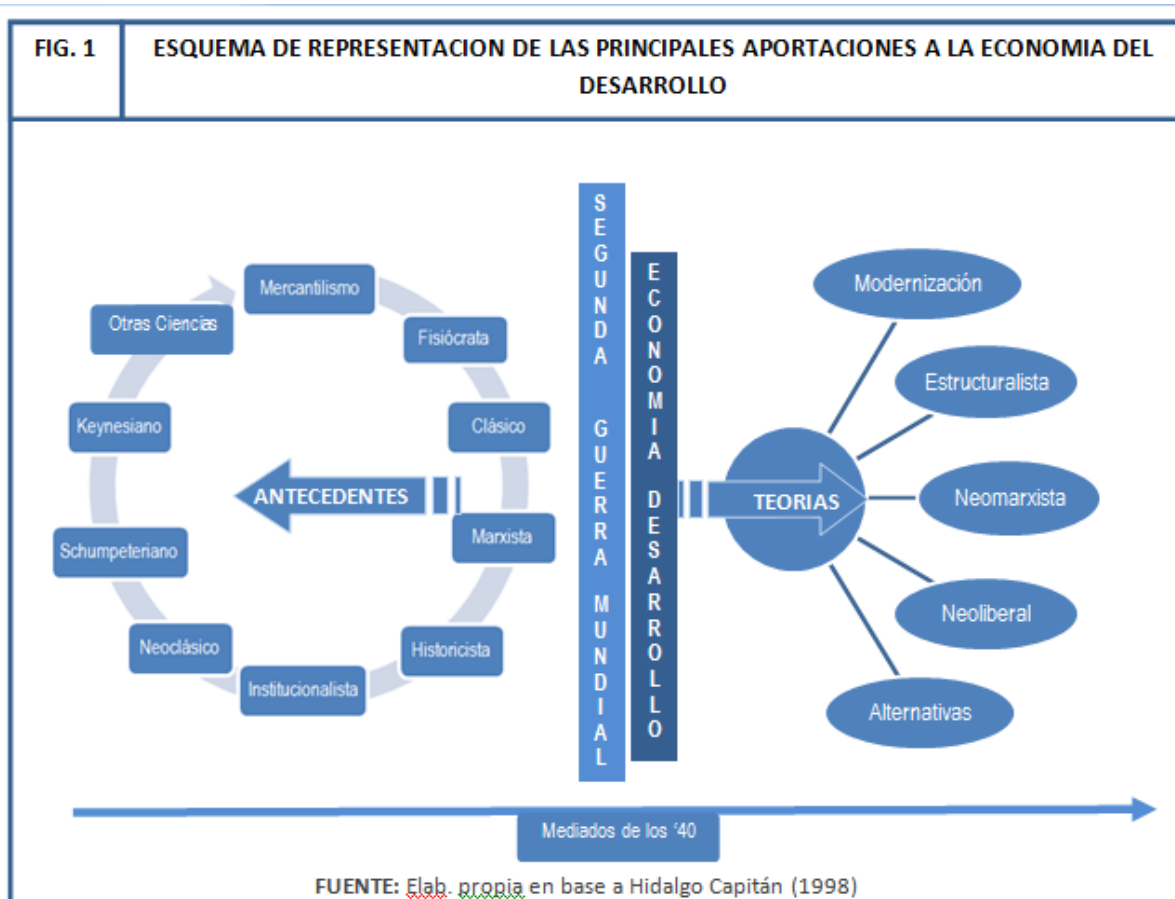 FIG. 1
ESQUEMA DE REPRESENTACION DE LAS PRINCIPALES APORTACIONES A LA ECONOMIA DEL
DESARROLLO
Mercantilismo
Fisiócrata
Clásico
Marxista
Historicista
Institucionalista
Neoclásico
Schumpeteriano
Keynesiano
Otras Ciencias
ANTECEDENTES
SEGUNDA GUERRA MUNDIAL
ECONOMIA DESARROLLO
TEORIAS
Modernización
Estructuralista
Neomarxista
Neoliberal
Alternativas
Mediados de los '40
FUENTE: Elab. propia en base a Hidalgo Capitán (1998)